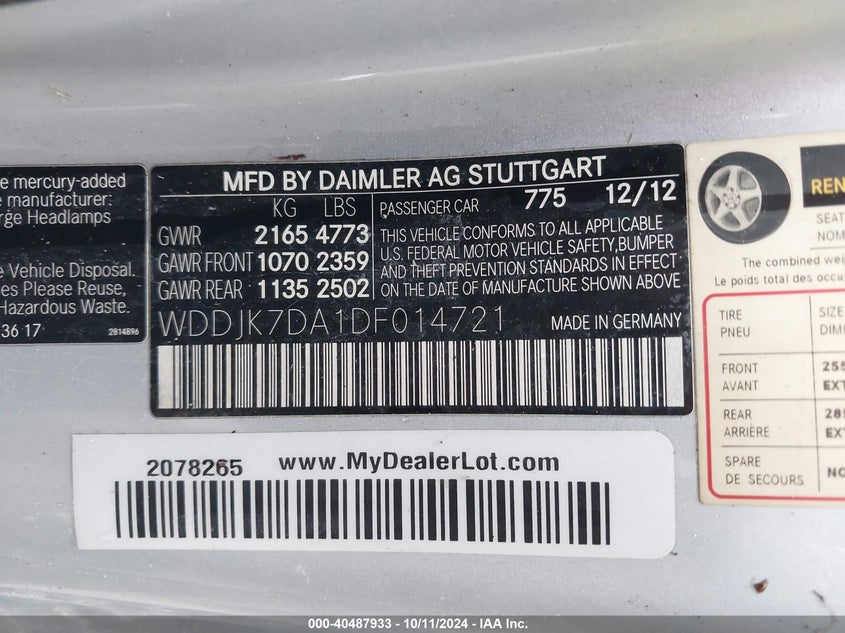 e mercury-added
e manufacturer:
rge Headlamps
e Vehicle Disposal.
es Please Reuse,
Hazardous Waste.
36 17
2814896
MFD BY DAIMLER AG STUTTGART
KG LBS
GVWR 2165 4773
GAWR FRONT 1070 2359
GAWR REAR 1135 2502
PASSENGER CAR 775 12/12
THIS VEHICLE CONFORMS TO ALL APPLICABLE
U.S. FEDERAL MOTOR VEHICLE SAFETY,BUMPER
AND THEFT PREVENTION STANDARDS IN EFFECT
ON THE DATE OF MANUFACTURE SHOWN ABOVE
WDDJK7DA1DF014721 MADE IN GERMANY
2078265 www.MyDealerLot.com
REN
SEAT
NOM
The combined wei
Le poids total des occu
TIRE SIZE
PNEU DIME
FRONT 255
AVANT EXT
REAR 285
ARRIÈRE EXT
SPARE
DE SECOURS NO
000-40487933 - 10/11/2024 - IAA Inc.